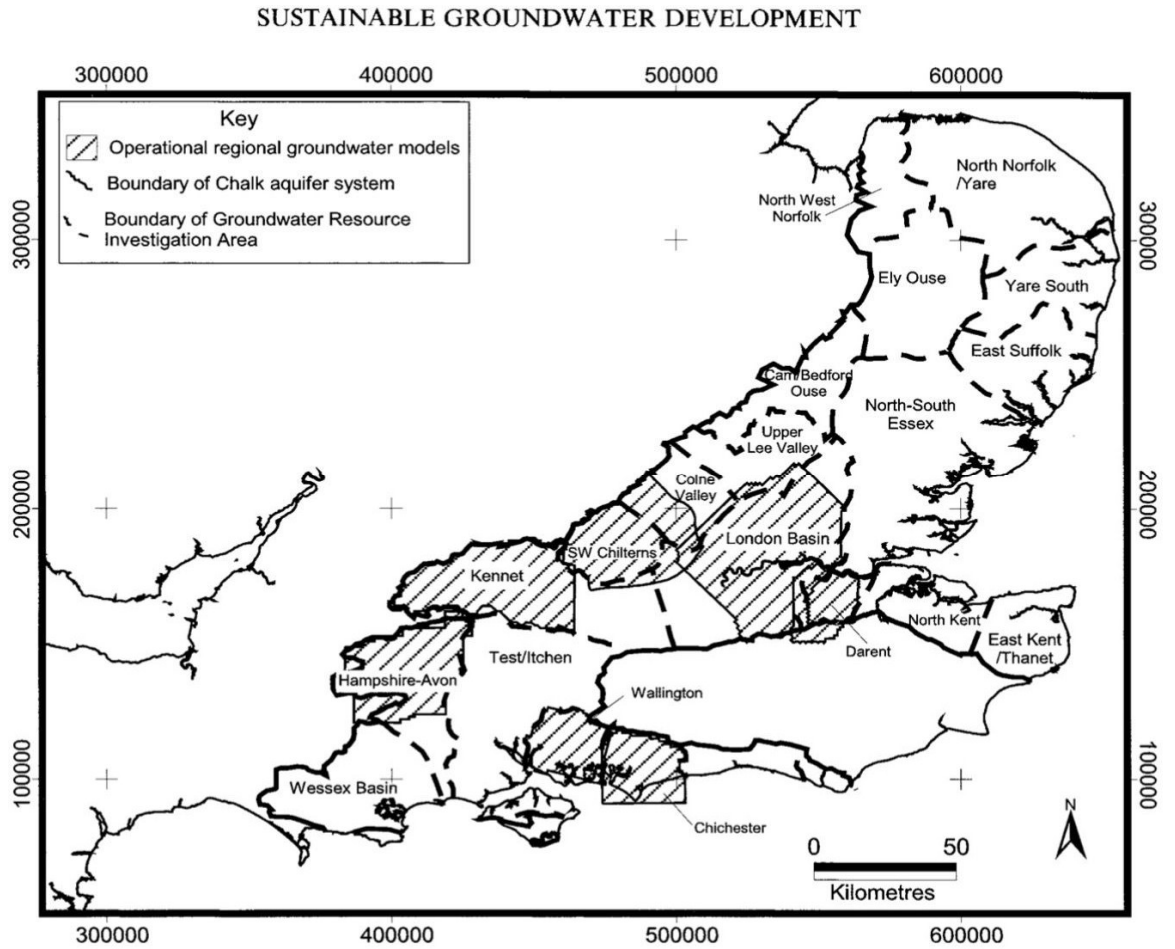 SUSTAINABLE GROUNDWATER DEVELOPMENT
300000 400000 500000 600000
Key
Operational regional groundwater models
Boundary of Chalk aquifer system
Boundary of Groundwater Resource
Investigation Area
North Norfolk
/Yare
North West
Norfolk
300000
300000
Ely Ouse
Yare South
East Suffolk
Cam/Bedford
Ouse
North-South
Essex
Upper
Lee Valley
Colne
Valley
200000
200000
London Basin
SW Chilterns
Kennet
North Kent
East Kent
/Thanet
Darent
Test/Itchen
Hampshire-Avon
Wallington
100000
100000
Wessex Basin
Chichester
N
0 50
Kilometres
300000 400000 500000 600000